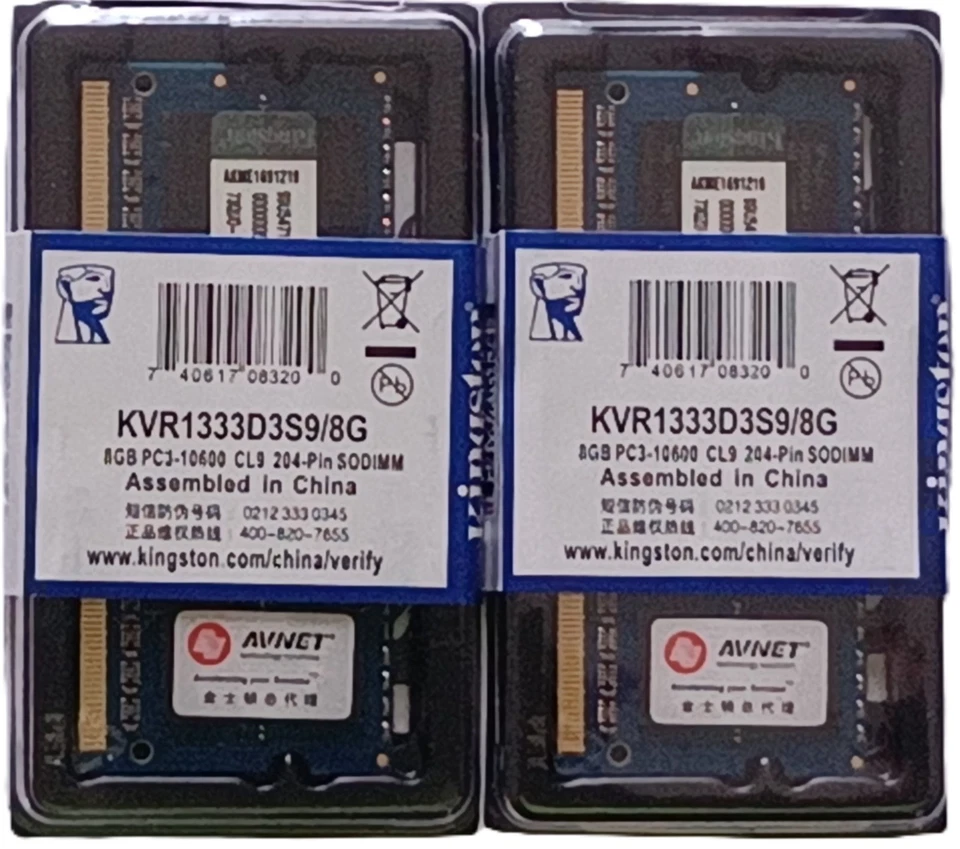 Kingston
AKMKE1691219
7 40617 08320 0
KVR1333D3S9/8G
8GB PC3-10600 CL9 204-Pin SODIMM
Assembled in China
短信防伪号码 : 0212 333 0345
正品维权热线 : 400-820-7655
www.kingston.com/china/verify
Kingston
AVNET
金士顿总代理
Kingston
7 40617 08320 0
KVR1333D3S9/8G
8GB PC3-10600 CL9 204-Pin SODIMM
Assembled in China
短信防伪号码 : 0212 333 0345
正品维权热线 : 400-820-7655
www.kingston.com/china/verify
Kingston
AVNET
金士顿总代理